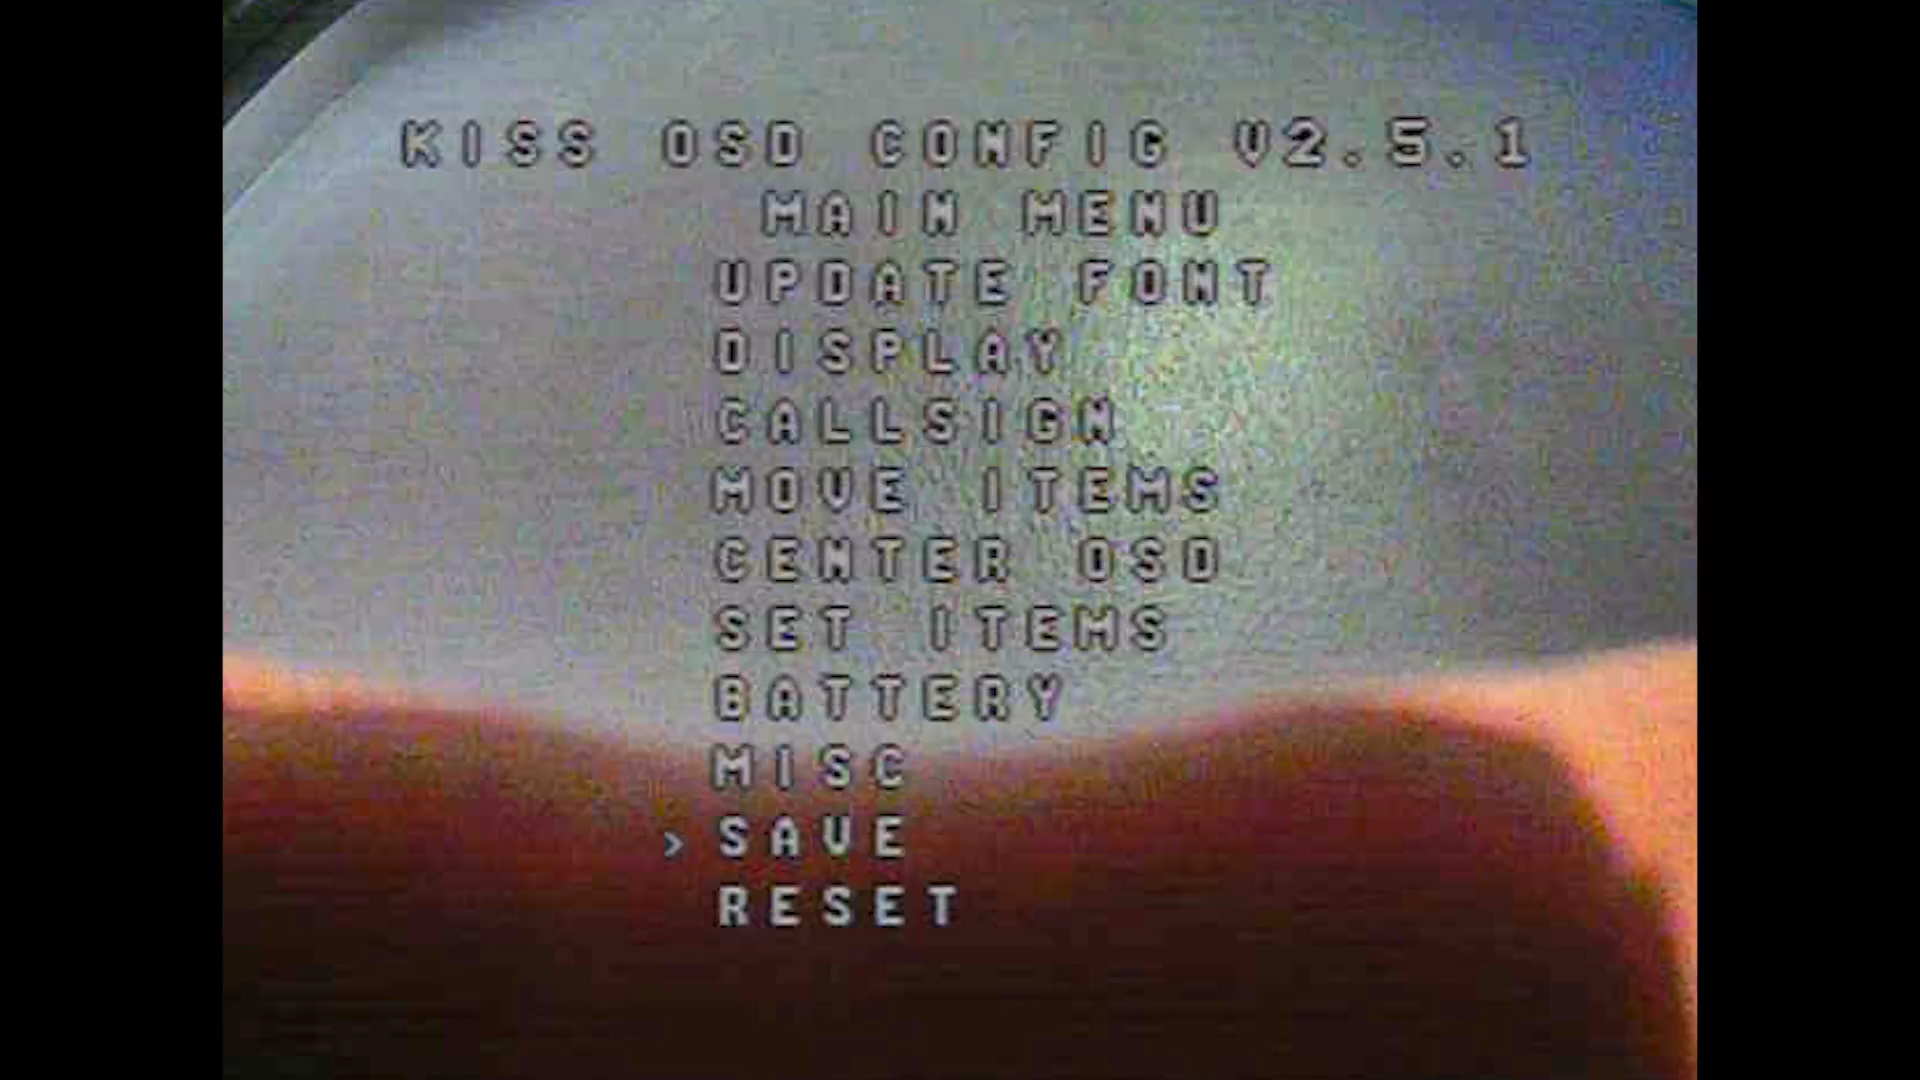 KISS OSD CONFIG V2.5.1
MAIN MENU
UPDATE FONT
DISPLAY
CALLSIGN
MOVE ITEMS
CENTER OSD
SET ITEMS
BATTERY
MISC
> SAVE
RESET